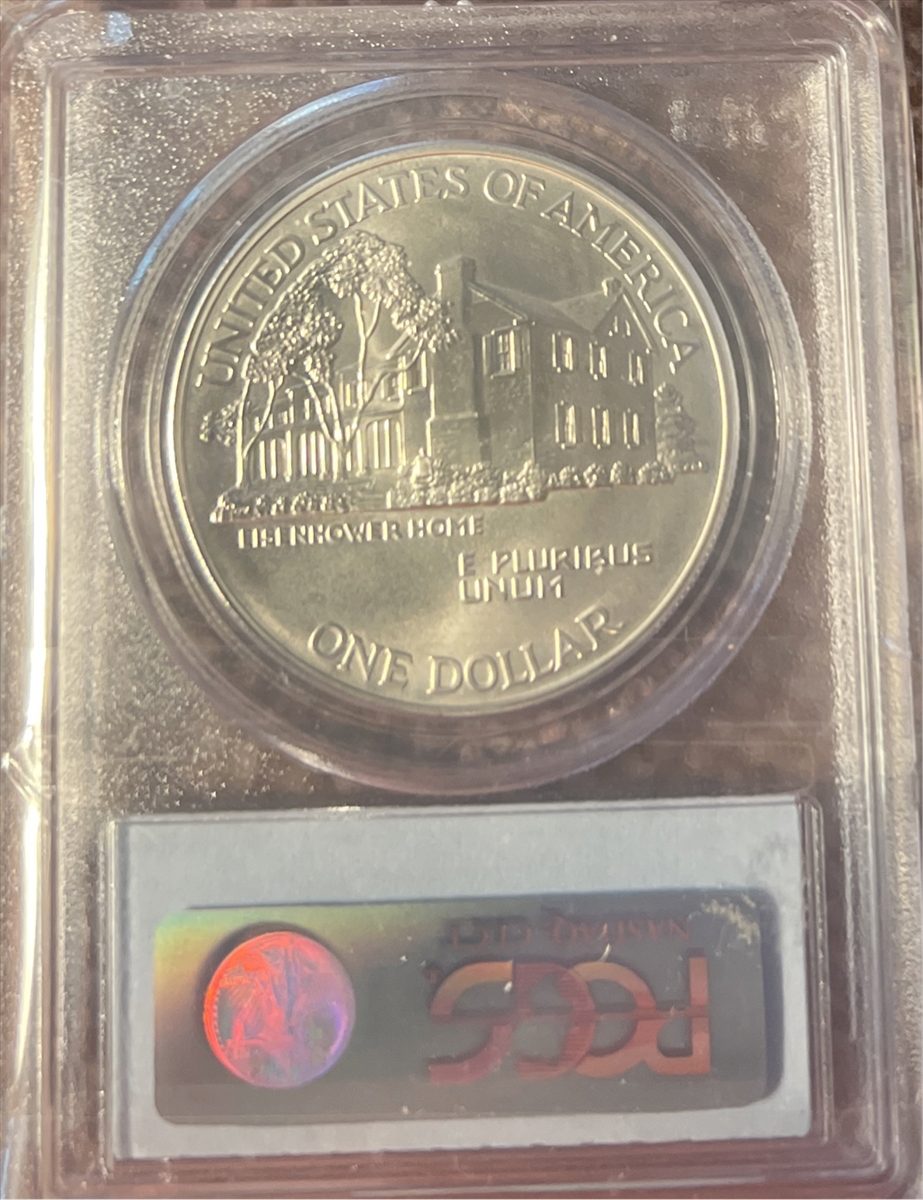 UNITED STATES OF AMERICA
EISENHOWER HOME
E PLURIBUS
UNUM
ONE DOLLAR
PCGS